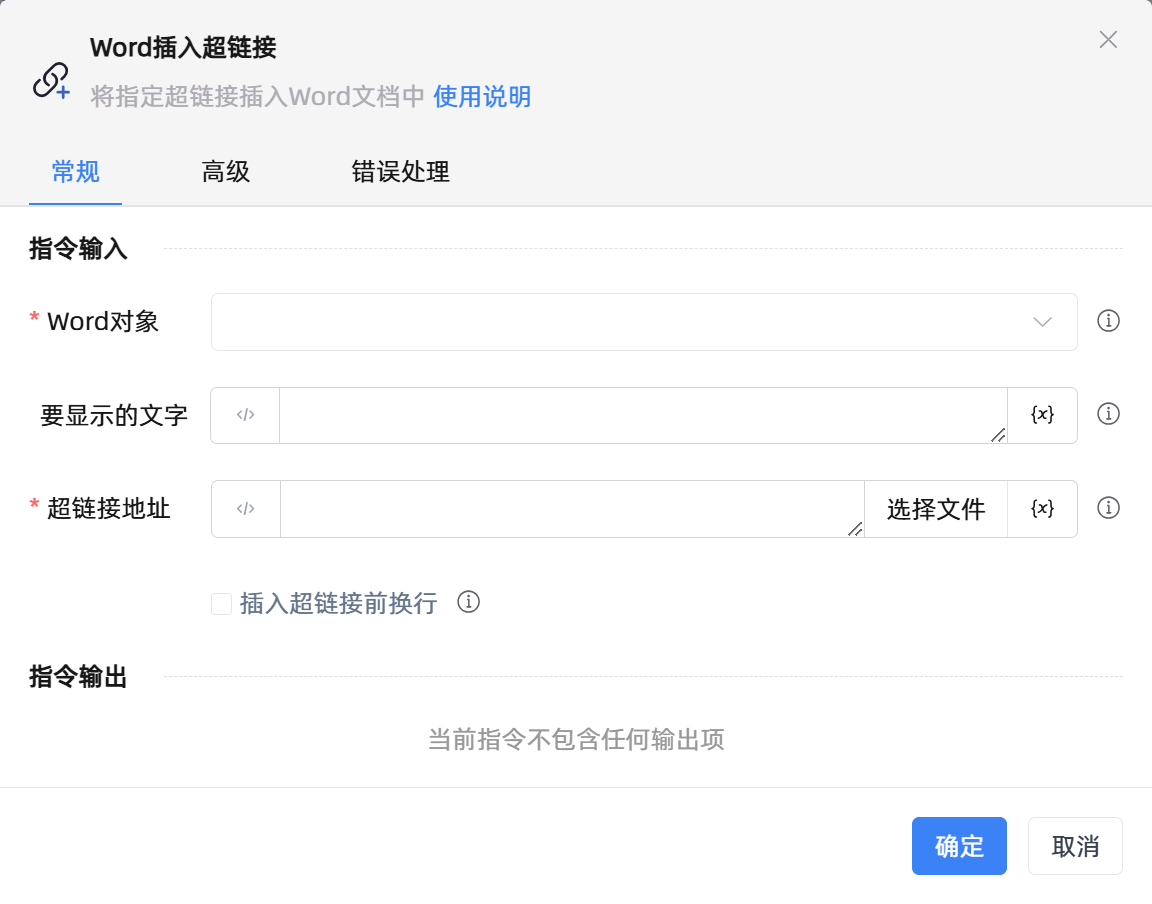 Word插入超链接
将指定超链接插入Word文档中 使用说明
常规 高级 错误处理
指令输入
* Word对象
要显示的文字 </> {x}
* 超链接地址 </> 选择文件 {x}
插入超链接前换行
指令输出
当前指令不包含任何输出项
确定 取消